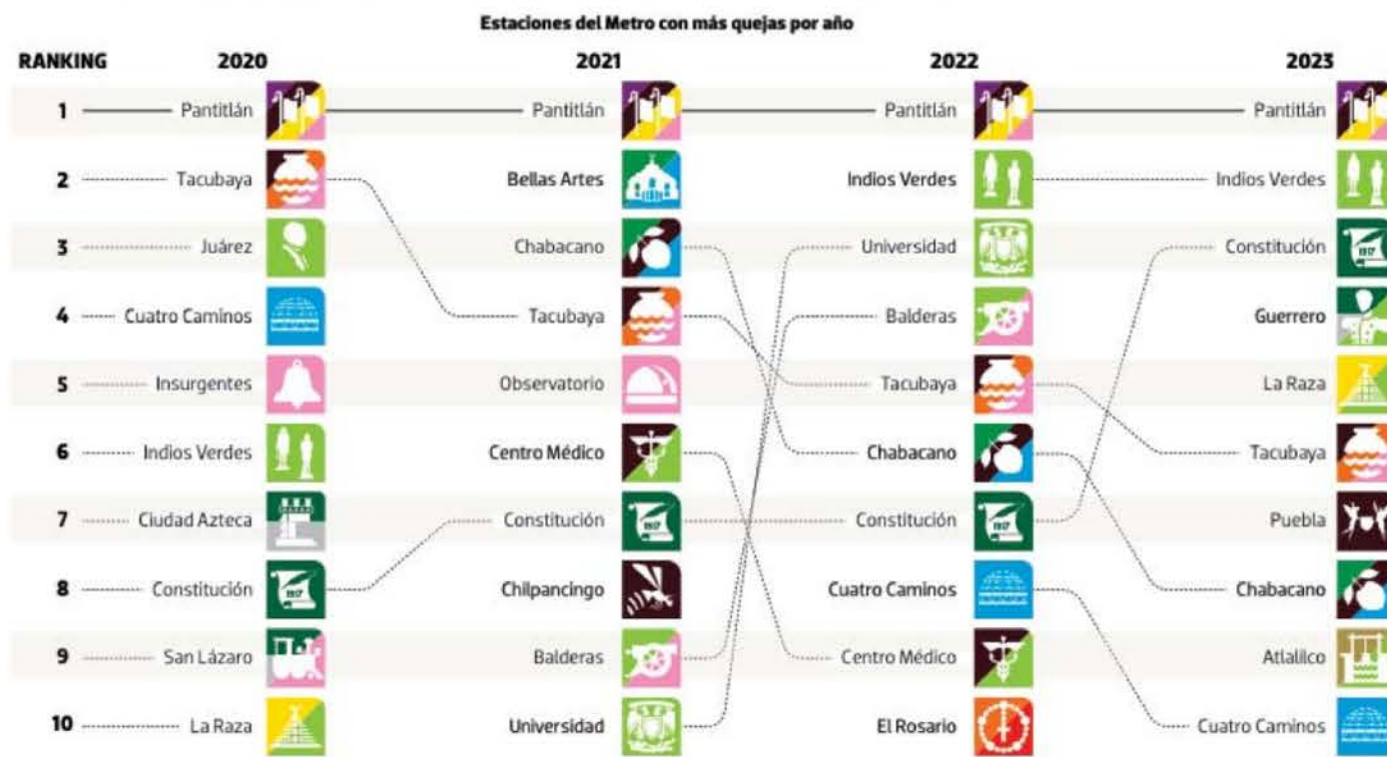 Estaciones del Metro con más quejas por año
RANKING 2020 2021 2022 2023
1 Pantitlán Pantitlán Pantitlán Pantitlán
2 Tacubaya Bellas Artes Indios Verdes Indios Verdes
3 Juárez Chabacano Universidad Constitución
4 Cuatro Caminos Tacubaya Balderas Guerrero
5 Insurgentes Observatorio Tacubaya La Raza
6 Indios Verdes Centro Médico Chabacano Tacubaya
7 Ciudad Azteca Constitución Constitución Puebla
8 Constitución Chilpancingo Cuatro Caminos Chabacano
9 San Lázaro Balderas Centro Médico Atlalilco
10 La Raza Universidad El Rosario Cuatro Caminos